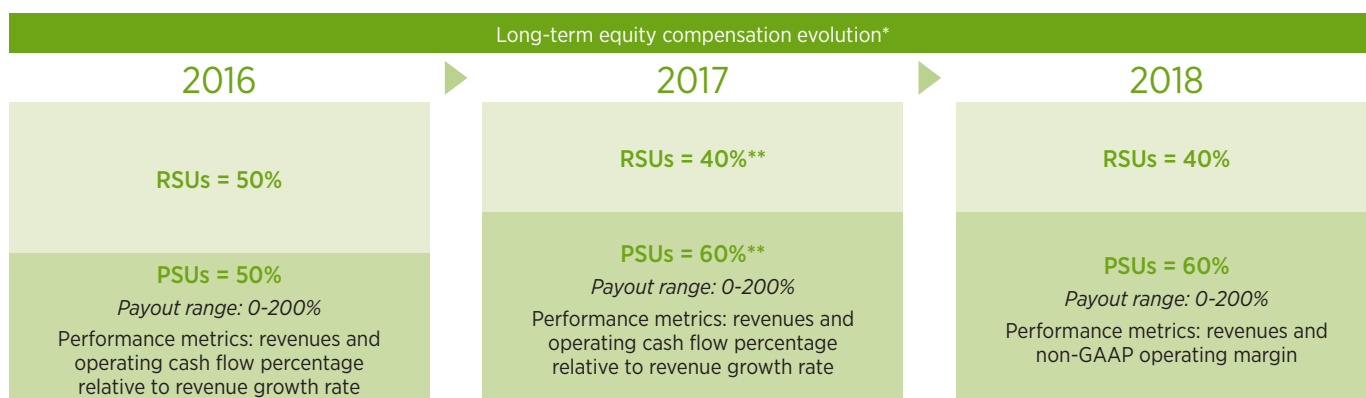 Long-term equity compensation evolution*
2016
2017
2018
RSUs = 50%
PSUs = 50%
Payout range: 0-200%
Performance metrics: revenues and
operating cash flow percentage
relative to revenue growth rate
RSUs = 40%**
PSUs = 60%**
Payout range: 0-200%
Performance metrics: revenues and
operating cash flow percentage
relative to revenue growth rate
RSUs = 40%
PSUs = 60%
Payout range: 0-200%
Performance metrics: revenues and
non-GAAP operating margin